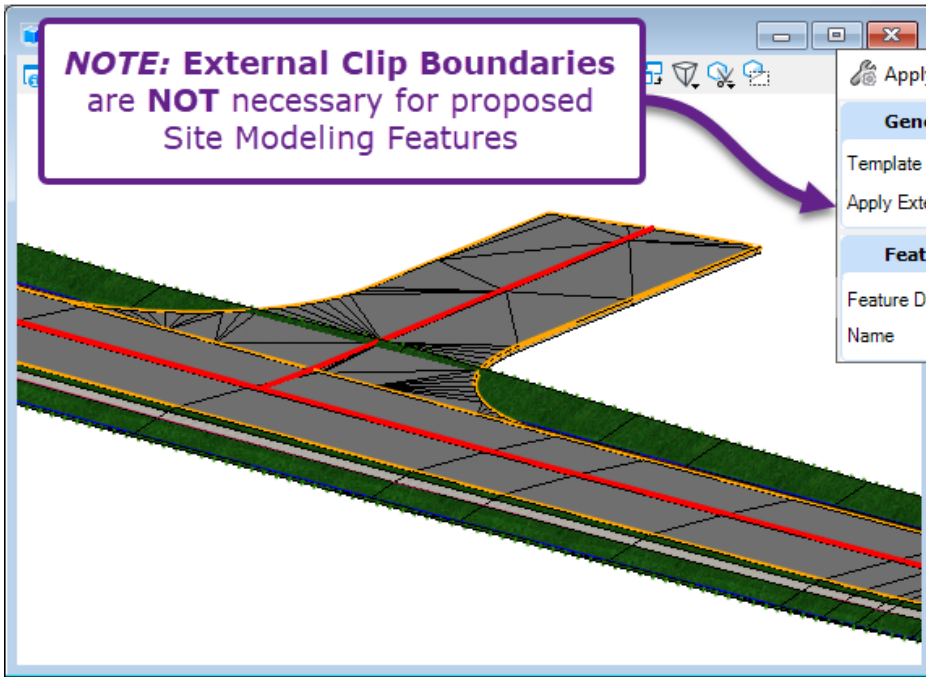 NOTE: External Clip Boundaries
are NOT necessary for proposed
Site Modeling Features
Apply
Gen
Template
Apply Exte
Feat
Feature D
Name